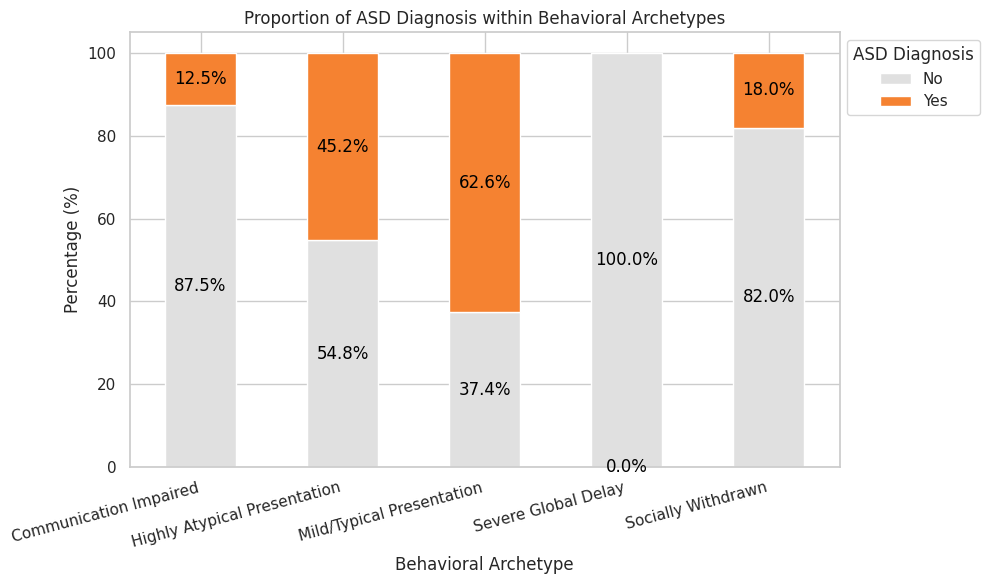 Proportion of ASD Diagnosis within Behavioral Archetypes
ASD Diagnosis
No
Yes
Percentage (%)
100
80
60
40
20
0
12.5%
87.5%
45.2%
54.8%
62.6%
37.4%
100.0%
0.0%
18.0%
82.0%
Communication Impaired
Highly Atypical Presentation
Mild/Typical Presentation
Severe Global Delay
Socially Withdrawn
Behavioral Archetype